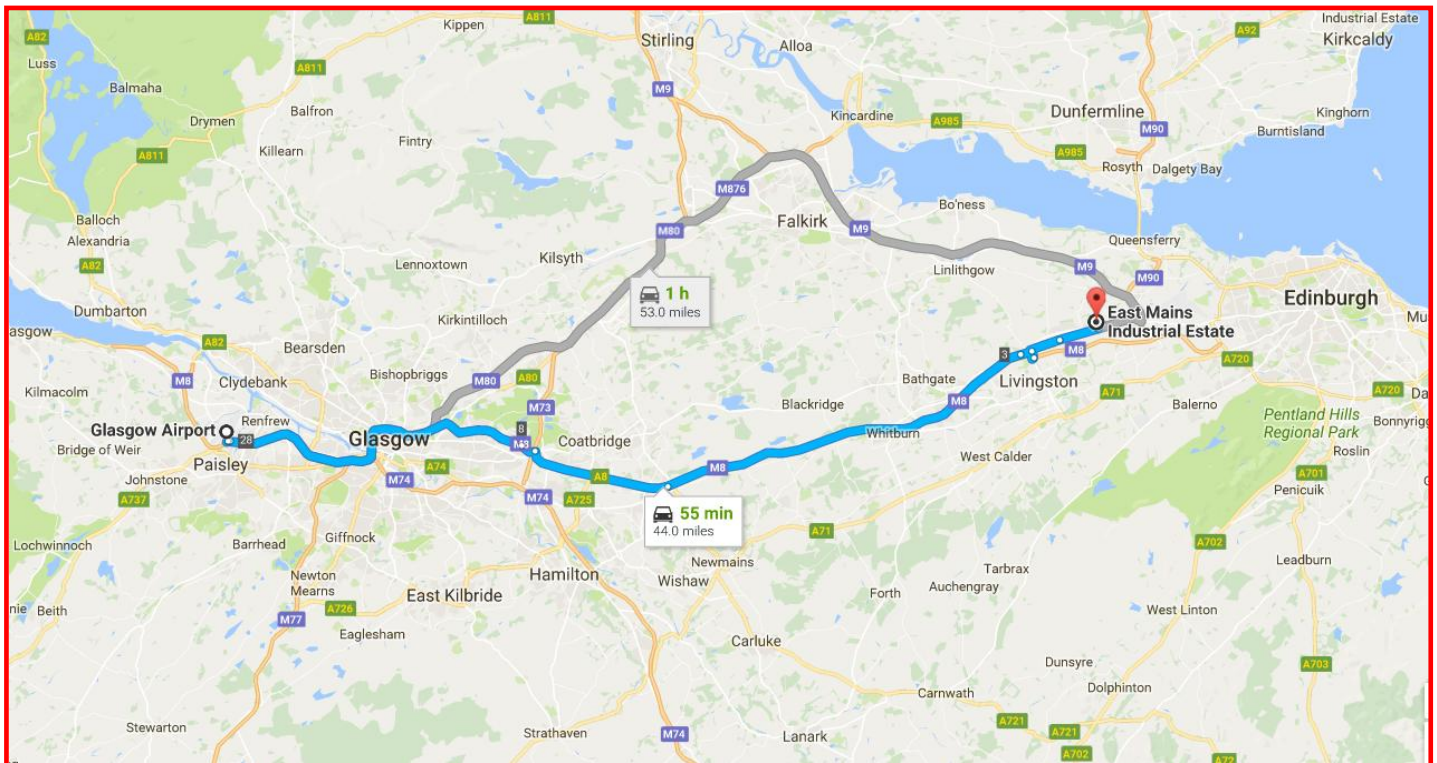 A82
Luss
Balmaha
A811
Kippen
A811
Stirling
Alloa
A92
Industrial Estate
Kirkcaldy
Drymen
Balfron
M9
Kincardine
A985
Dunfermline
M90
Kinghorn
Burntisland
A811
Killearn
Fintry
A985
Rosyth
Dalgety Bay
M876
Balloch
Alexandria
A82
M80
Falkirk
M9
Bo'ness
Queensferry
Lennoxtown
Kilsyth
Linlithgow
M9
M90
1 h
53.0 miles
Dumbarton
Kirkintilloch
East Mains
Industrial Estate
Edinburgh
Mu
asgow
A82
Bearsden
Kilmacolm
M8
Clydebank
Bishopbriggs
M80
A80
3
M8
A720
Livingston
Bathgate
A71
A720
Da
Renfrew
M73
Blackridge
M8
Balerno
Pentland Hills
Regional Park
Bonnyrigg
Glasgow Airport
28
Glasgow
8
M8
Coatbridge
Whitburn
Bridge of Weir
Paisley
A74
A8
M8
West Calder
Roslin
A701
Johnstone
A737
M74
M74
A725
Penicuik
55 min
44.0 miles
A71
Lochwinnoch
Barrhead
Giffnock
A702
Leadburn
Newton
Mearns
Hamilton
Newmains
Wishaw
Tarbrax
Auchengray
Forth
nie
Beith
A726
East Kilbride
West Linton
M77
Eaglesham
Carluke
A703
Dunsyre
Dolphinton
Carnwath
Stewarton
Strathaven
M74
Lanark
A721
A721
A702
A72